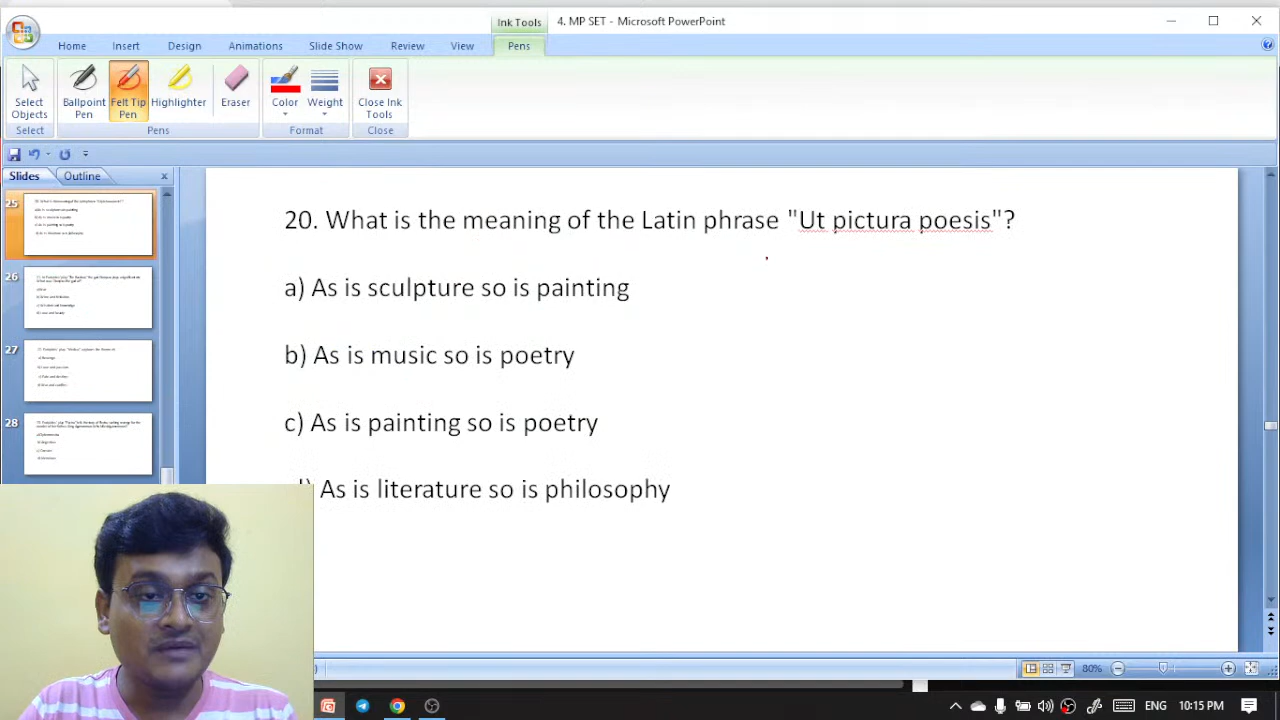 4. MP SET - Microsoft PowerPoint
Ink Tools
Home Insert Design Animations Slide Show Review View Pens
Select Objects
Ballpoint Pen
Felt Tip Pen
Highlighter
Eraser
Color
Weight
Close Ink Tools
Select Pens Format Close
Slides Outline
25
26
27
28
20. What is the meaning of the Latin phrase "Ut pictura poesis"?
a) As is sculpture so is painting
b) As is music so is poetry
c) As is painting so is poetry
As is literature so is philosophy
80%
ENG 10:15 PM